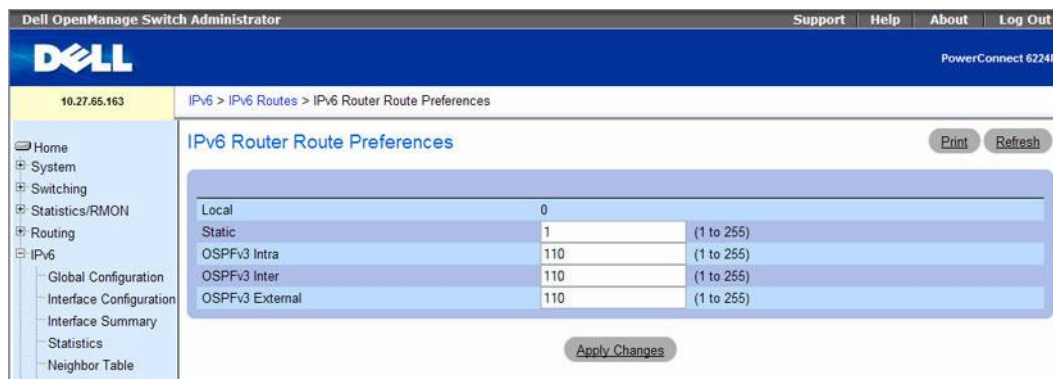 Dell OpenManage Switch Administrator Support Help About Log Out
DELL
PowerConnect 6224
10.27.65.163
IPv6 > IPv6 Routes > IPv6 Router Route Preferences
IPv6 Router Route Preferences
Print Refresh
Home
System
Switching
Statistics/RMON
Routing
IPv6
Global Configuration
Interface Configuration
Interface Summary
Statistics
Neighbor Table
Local 0
Static 1 (1 to 255)
OSPFv3 Intra 110 (1 to 255)
OSPFv3 Inter 110 (1 to 255)
OSPFv3 External 110 (1 to 255)
Apply Changes